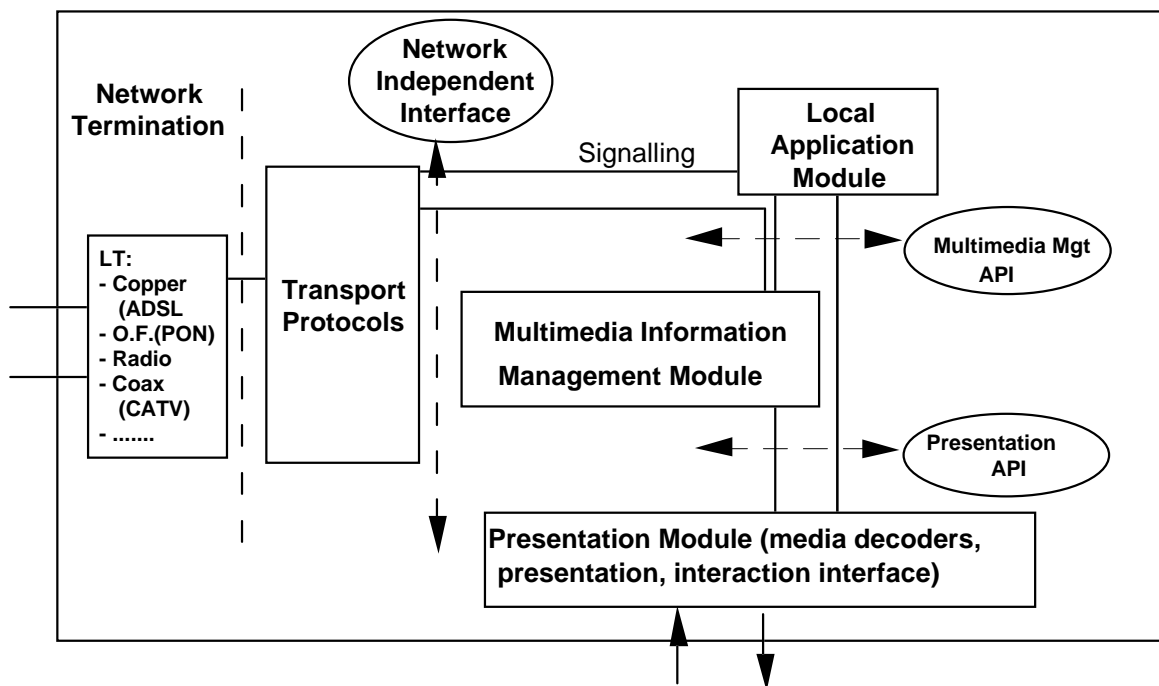 Network
Termination
LT:
- Copper
(ADSL
- O.F.(PON)
- Radio
- Coax
(CATV)
- .......
Transport
Protocols
Network
Independent
Interface
Signalling
Local
Application
Module
Multimedia Mgt
API
Multimedia Information
Management Module
Presentation
API
Presentation Module (media decoders,
presentation, interaction interface)